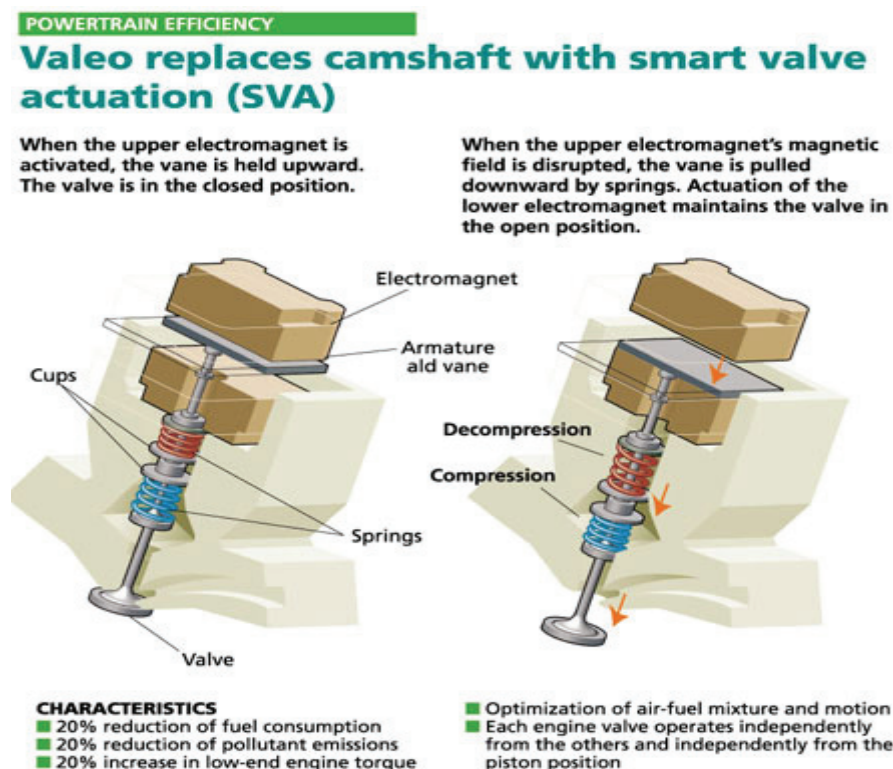 POWERTRAIN EFFICIENCY
Valeo replaces camshaft with smart valve
actuation (SVA)
When the upper electromagnet is
activated, the vane is held upward.
The valve is in the closed position.
When the upper electromagnet's magnetic
field is disrupted, the vane is pulled
downward by springs. Actuation of the
lower electromagnet maintains the valve in
the open position.
Electromagnet
Armature
ald vane
Cups
Springs
Valve
Decompression
Compression
CHARACTERISTICS
20% reduction of fuel consumption
20% reduction of pollutant emissions
20% increase in low-end engine torque
Optimization of air-fuel mixture and motion
Each engine valve operates independently
from the others and independently from the
piston position